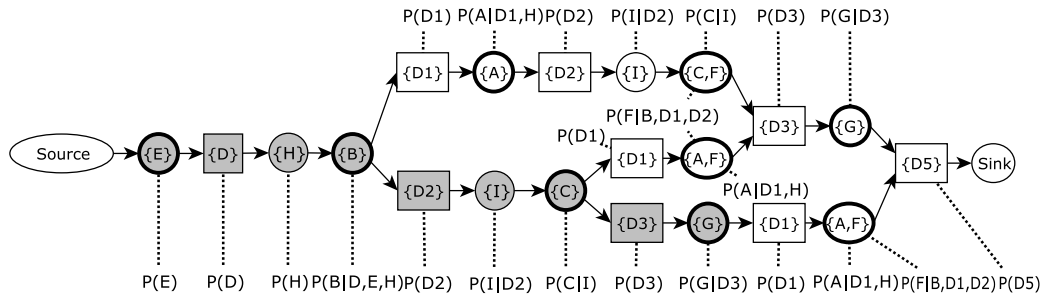 P(D1) P(A|D1,H) P(D2) P(I|D2) P(C|I) P(D3) P(G|D3)
{D1} {A} {D2} {I} {C,F}
P(F|B,D1,D2)
P(D1)
{D3} {G}
Source {E} {D} {H} {B} {D1} {A,F} {D5} Sink
P(A|D1,H)
{D2} {I} {C} {D3} {G} {D1} {A,F}
P(E) P(D) P(H) P(B|D,E,H) P(D2) P(I|D2) P(C|I) P(D3) P(G|D3) P(D1) P(A|D1,H) P(F|B,D1,D2) P(D5)